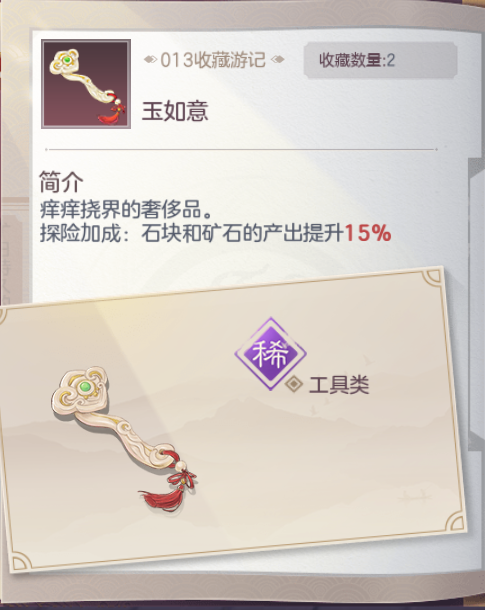 013收藏游记
收藏数量:2
玉如意
简介
痒痒挠界的奢侈品。
探险加成：石块和矿石的产出提升15%
稀
工具类